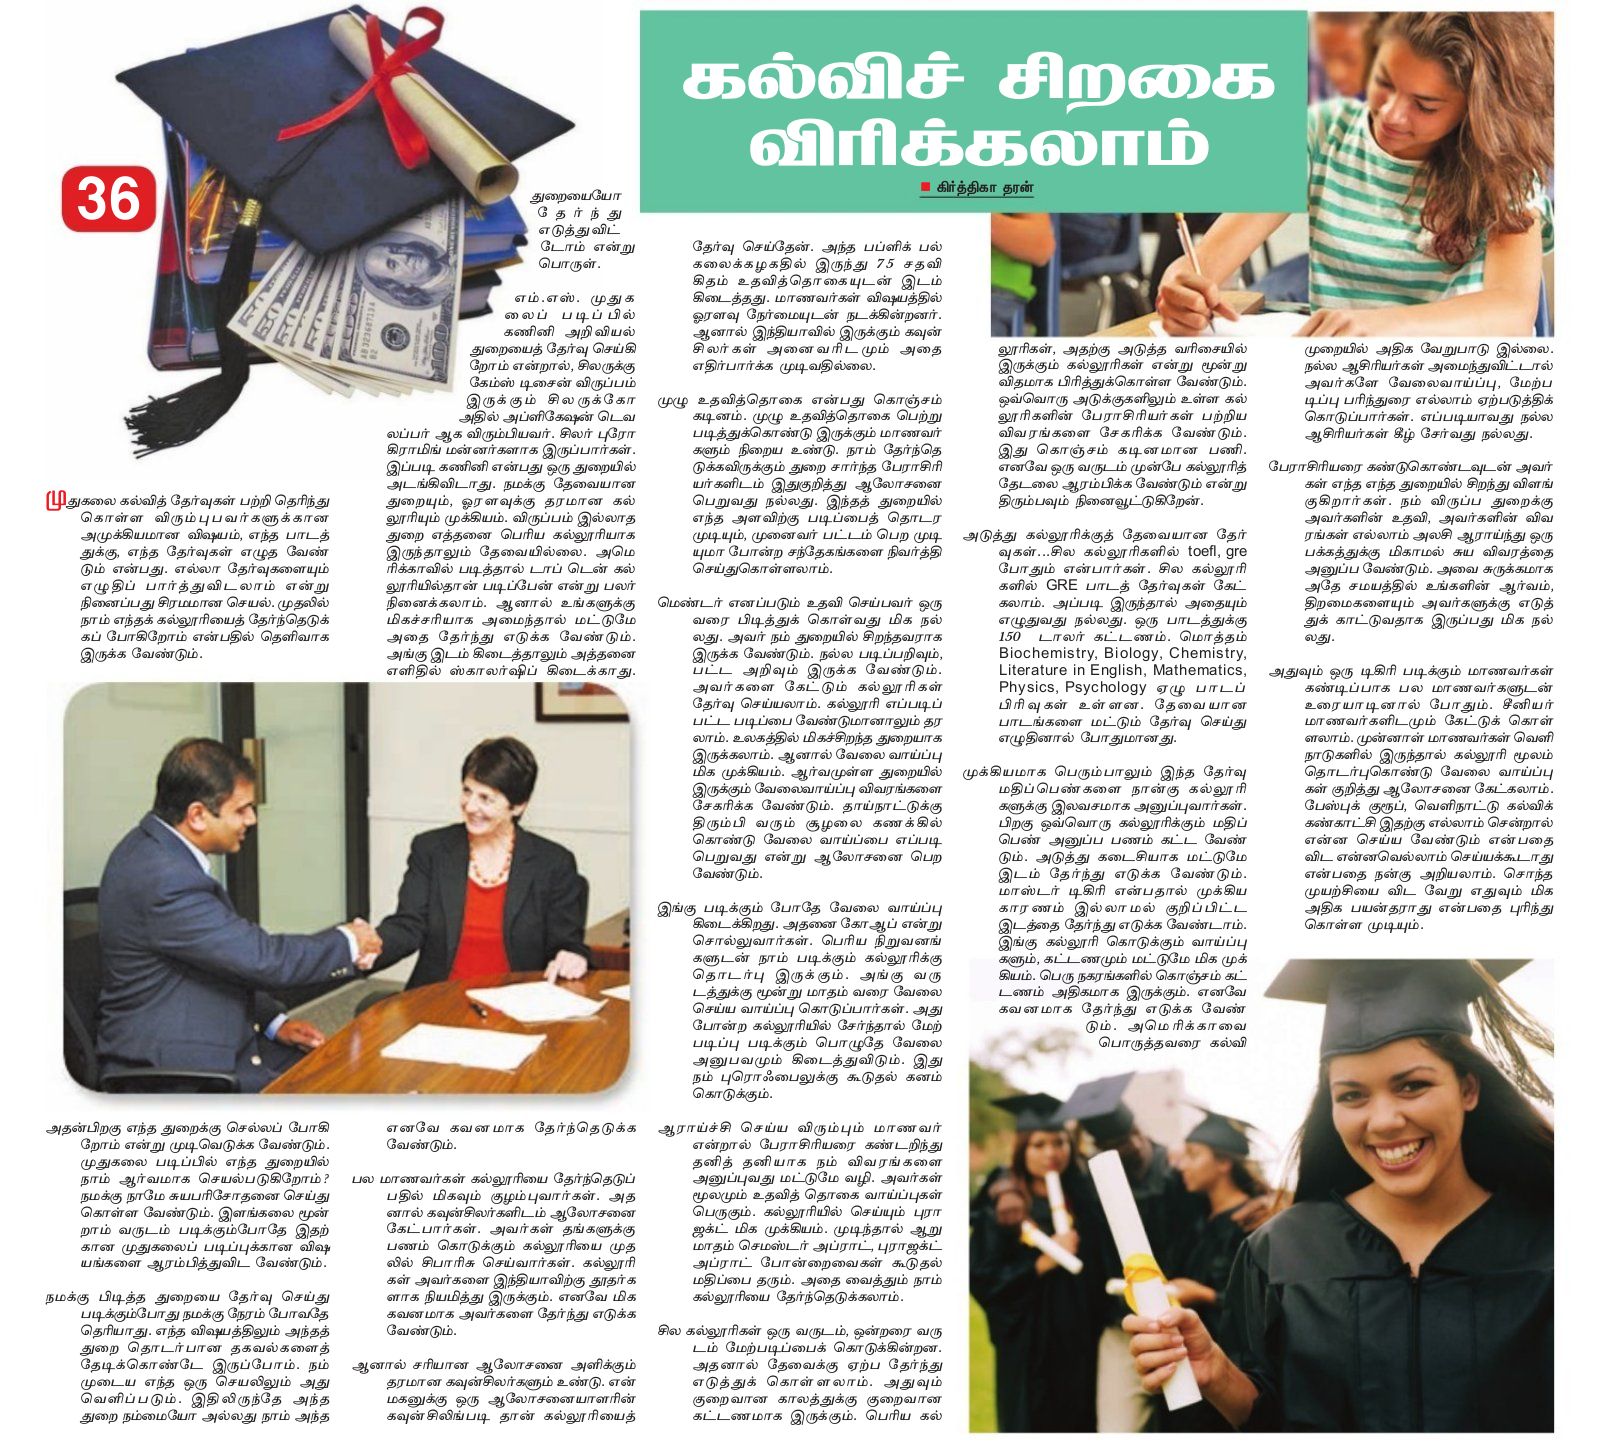 கல்விச் சிறகை
விரிக்கலாம்
கிர்த்திகா தரன்
36
முதுகலை கல்வித் தேர்வுகள் பற்றி தெரிந்து
கொள்ள விரும்புபவர்களுக்கான
அமுக்கியமான விஷயம், எந்த பாடத்
துக்கு, எந்த தேர்வுகள் எழுத வேண்
டும் என்பது. எல்லா தேர்வுகளையும்
எழுதிப் பார்த்துவிடலாம் என்று
நினைப்பது சிரமமான செயல். முதலில்
நாம் எந்தக் கல்லூரியைத் தேர்ந்தெடுக்
கப் போகிறோம் என்பதில் தெளிவாக
இருக்க வேண்டும்.
அதன்பிறகு எந்த துறைக்கு செல்லப் போகி
றோம் என்று முடிவெடுக்க வேண்டும்.
முதுகலை படிப்பில் எந்த துறையில்
நாம் ஆர்வமாக செயல்படுகிறோம்?
நமக்கு நாமே சுயபரிசோதனை செய்து
கொள்ள வேண்டும். இளங்கலை மூன்
றாம் வருடம் படிக்கும்போதே இதற்
கான முதுகலைப் படிப்புக்கான விஷ
யங்களை ஆரம்பித்துவிட வேண்டும்.
நமக்கு பிடித்த துறையை தேர்வு செய்து
படிக்கும்போது நமக்கு நேரம் போவதே
தெரியாது. எந்த விஷயத்திலும் அந்தத்
துறை தொடர்பான தகவல்களைத்
தேடிக்கொண்டே இருப்போம். நம்
முடைய எந்த ஒரு செயலிலும் அது
வெளிப்படும். இதிலிருந்தே அந்த
துறை நம்மையோ அல்லது நாம் அந்த
துறையையோ
தேர்ந்து
எடுத்துவிட்
டோம் என்று
பொருள்.
எம்.எஸ். முதுக
லைப் படிப்பில்
கணினி அறிவியல்
துறையைத் தேர்வு செய்கி
றோம் என்றால், சிலருக்கு
கேம்ஸ் டிசைன் விருப்பம்
இருக்கும் சிலருக்கோ
அதில் அப்ளிகேஷன் டெவ
லப்பர் ஆக விரும்பியவர். சிலர் புரோ
கிராமிங் மன்னர்களாக இருப்பார்கள்.
இப்படி கணினி என்பது ஒரு துறையில்
அடங்கிவிடாது. நமக்கு தேவையான
துறையும், ஓரளவுக்கு தரமான கல்
லூரியும் முக்கியம். விருப்பம் இல்லாத
துறை எத்தனை பெரிய கல்லூரியாக
இருந்தாலும் தேவையில்லை. அமெ
ரிக்காவில் படித்தால் டாப் டென் கல்
லூரியில்தான் படிப்பேன் என்று பலர்
நினைக்கலாம். ஆனால் உங்களுக்கு
மிகச்சரியாக அமைந்தால் மட்டுமே
அதை தேர்ந்து எடுக்க வேண்டும்.
அங்கு இடம் கிடைத்தாலும் அத்தனை
எளிதில் ஸ்காலர்ஷிப் கிடைக்காது.
எனவே கவனமாக தேர்ந்தெடுக்க
வேண்டும்.
பல மாணவர்கள் கல்லூரியை தேர்ந்தெடுப்
பதில் மிகவும் குழம்புவார்கள். அத
னால் கவுன்சிலர்களிடம் ஆலோசனை
கேட்பார்கள். அவர்கள் தங்களுக்கு
பணம் கொடுக்கும் கல்லூரியை முத
லில் சிபாரிசு செய்வார்கள். கல்லூரி
கள் அவர்களை இந்தியாவிற்கு தூதர்க
ளாக நியமித்து இருக்கும். எனவே மிக
கவனமாக அவர்களை தேர்ந்து எடுக்க
வேண்டும்.
ஆனால் சரியான ஆலோசனை அளிக்கும்
தரமான கவுன்சிலர்களும் உண்டு. என்
மகனுக்கு ஒரு ஆலோசனையாளரின்
கவுன்சிலிங்படி தான் கல்லூரியைத்
தேர்வு செய்தேன். அந்த பப்ளிக் பல்
கலைக்கழகதில் இருந்து 75 சதவி
கிதம் உதவித்தொகையுடன் இடம்
கிடைத்தது. மாணவர்கள் விஷயத்தில்
ஓரளவு நேர்மையுடன் நடக்கின்றனர்.
ஆனால் இந்தியாவில் இருக்கும் கவுன்
சிலர்கள் அனைவரிடமும் அதை
எதிர்பார்க்க முடிவதில்லை.
முழு உதவித்தொகை என்பது கொஞ்சம்
கடினம். முழு உதவித்தொகை பெற்று
படித்துக்கொண்டு இருக்கும் மாணவர்
களும் நிறைய உண்டு. நாம் தேர்ந்தெ
டுக்கவிருக்கும் துறை சார்ந்த பேராசிரி
யர்களிடம் இதுகுறித்து ஆலோசனை
பெறுவது நல்லது. இந்தத் துறையில்
எந்த அளவிற்கு படிப்பைத் தொடர
முடியும், முனைவர் பட்டம் பெற முடி
யுமா போன்ற சந்தேகங்களை நிவர்த்தி
செய்துகொள்ளலாம்.
மெண்டர் எனப்படும் உதவி செய்பவர் ஒரு
வரை பிடித்துக் கொள்வது மிக நல்
லது. அவர் நம் துறையில் சிறந்தவராக
இருக்க வேண்டும். நல்ல படிப்பறிவும்,
பட்ட அறிவும் இருக்க வேண்டும்.
அவர்களை கேட்டும் கல்லூரிகள்
தேர்வு செய்யலாம். கல்லூரி எப்படிப்
பட்ட படிப்பை வேண்டுமானாலும் தர
லாம். உலகத்தில் மிகச்சிறந்த துறையாக
இருக்கலாம். ஆனால் வேலை வாய்ப்பு
மிக முக்கியம். ஆர்வமுள்ள துறையில்
இருக்கும் வேலைவாய்ப்பு விவரங்களை
சேகரிக்க வேண்டும். தாய்நாட்டுக்கு
திரும்பி வரும் சூழலை கணக்கில்
கொண்டு வேலை வாய்ப்பை எப்படி
பெறுவது என்று ஆலோசனை பெற
வேண்டும்.
இங்கு படிக்கும் போதே வேலை வாய்ப்பு
கிடைக்கிறது. அதனை கோஆப் என்று
சொல்லுவார்கள். பெரிய நிறுவனங்
களுடன் நாம் படிக்கும் கல்லூரிக்கு
தொடர்பு இருக்கும். அங்கு வரு
டத்துக்கு மூன்று மாதம் வரை வேலை
செய்ய வாய்ப்பு கொடுப்பார்கள். அது
போன்ற கல்லூரியில் சேர்ந்தால் மேற்
படிப்பு படிக்கும் பொழுதே வேலை
அனுபவமும் கிடைத்துவிடும். இது
நம் புரொஃபைலுக்கு கூடுதல் கனம்
கொடுக்கும்.
ஆராய்ச்சி செய்ய விரும்பும் மாணவர்
என்றால் பேராசிரியரை கண்டறிந்து
தனித் தனியாக நம் விவரங்களை
அனுப்புவது மட்டுமே வழி. அவர்கள்
மூலமும் உதவித் தொகை வாய்ப்புகள்
பெருகும். கல்லூரியில் செய்யும் புரா
ஜக்ட் மிக முக்கியம். முடிந்தால் ஆறு
மாதம் செமஸ்டர் அப்ராட், புராஜக்ட்
அப்ராட் போன்றைவைகள் கூடுதல்
மதிப்பை தரும். அதை வைத்தும் நாம்
கல்லூரியை தேர்ந்தெடுக்கலாம்.
சில கல்லூரிகள் ஒரு வருடம், ஒன்றரை வரு
டம் மேற்படிப்பைக் கொடுக்கின்றன.
அதனால் தேவைக்கு ஏற்ப தேர்ந்து
எடுத்துக் கொள்ளலாம். அதுவும்
குறைவான காலத்துக்கு குறைவான
கட்டணமாக இருக்கும். பெரிய கல்
லூரிகள், அதற்கு அடுத்த வரிசையில்
இருக்கும் கல்லூரிகள் என்று மூன்று
விதமாக பிரித்துக்கொள்ள வேண்டும்.
ஒவ்வொரு அடுக்குகளிலும் உள்ள கல்
லூரிகளின் பேராசிரியர்கள் பற்றிய
விவரங்களை சேகரிக்க வேண்டும்.
இது கொஞ்சம் கடினமான பணி.
எனவே ஒரு வருடம் முன்பே கல்லூரித்
தேடலை ஆரம்பிக்க வேண்டும் என்று
திரும்பவும் நினைவூட்டுகிறேன்.
அடுத்து கல்லூரிக்குத் தேவையான தேர்
வுகள்...சில கல்லூரிகளில் toefl, gre
போதும் என்பார்கள். சில கல்லூரி
களில் GRE பாடத் தேர்வுகள் கேட்
கலாம். அப்படி இருந்தால் அதையும்
எழுதுவது நல்லது. ஒரு பாடத்துக்கு
150 டாலர் கட்டணம். மொத்தம்
Biochemistry, Biology, Chemistry,
Literature in English, Mathematics,
Physics, Psychology ஏழு பாடப்
பிரிவுகள் உள்ளன. தேவையான
பாடங்களை மட்டும் தேர்வு செய்து
எழுதினால் போதுமானது.
முக்கியமாக பெரும்பாலும் இந்த தேர்வு
மதிப்பெண்களை நான்கு கல்லூரி
களுக்கு இலவசமாக அனுப்புவார்கள்.
பிறகு ஒவ்வொரு கல்லூரிக்கும் மதிப்
பெண் அனுப்ப பணம் கட்ட வேண்
டும். அடுத்து கடைசியாக மட்டுமே
இடம் தேர்ந்து எடுக்க வேண்டும்.
மாஸ்டர் டிகிரி என்பதால் முக்கிய
காரணம் இல்லாமல் குறிப்பிட்ட
இடத்தை தேர்ந்து எடுக்க வேண்டாம்.
இங்கு கல்லூரி கொடுக்கும் வாய்ப்பு
களும், கட்டணமும் மட்டுமே மிக முக்
கியம். பெரு நகரங்களில் கொஞ்சம் கட்
டணம் அதிகமாக இருக்கும். எனவே
கவனமாக தேர்ந்து எடுக்க வேண்
டும். அமெரிக்காவை
பொருத்தவரை கல்வி
முறையில் அதிக வேறுபாடு இல்லை.
நல்ல ஆசிரியர்கள் அமைந்துவிட்டால்
அவர்களே வேலைவாய்ப்பு, மேற்ப
டிப்பு பரிந்துரை எல்லாம் ஏற்படுத்திக்
கொடுப்பார்கள். எப்படியாவது நல்ல
ஆசிரியர்கள் கீழ் சேர்வது நல்லது.
பேராசிரியரை கண்டுகொண்டவுடன் அவர்
கள் எந்த எந்த துறையில் சிறந்து விளங்
குகிறார்கள். நம் விருப்ப துறைக்கு
அவர்களின் உதவி, அவர்களின் விவ
ரங்கள் எல்லாம் அலசி ஆராய்ந்து ஒரு
பக்கத்துக்கு மிகாமல் சுய விவரத்தை
அனுப்ப வேண்டும். அவை சுருக்கமாக
அதே சமயத்தில் உங்களின் ஆர்வம்,
திறமைகளையும் அவர்களுக்கு எடுத்
துக் காட்டுவதாக இருப்பது மிக நல்
லது.
அதுவும் ஒரு டிகிரி படிக்கும் மாணவர்கள்
கண்டிப்பாக பல மாணவர்களுடன்
உரையாடினால் போதும். சீனியர்
மாணவர்களிடமும் கேட்டுக் கொள்
ளலாம். முன்னாள் மாணவர்கள் வெளி
நாடுகளில் இருந்தால் கல்லூரி மூலம்
தொடர்புகொண்டு வேலை வாய்ப்பு
கள் குறித்து ஆலோசனை கேட்கலாம்.
பேஸ்புக் குரூப், வெளிநாட்டு கல்விக்
கண்காட்சி இதற்கு எல்லாம் சென்றால்
என்ன செய்ய வேண்டும் என்பதை
விட என்னவெல்லாம் செய்யக்கூடாது
என்பதை நன்கு அறியலாம். சொந்த
முயற்சியை விட வேறு எதுவும் மிக
அதிக பயன்தராது என்பதை புரிந்து
கொள்ள முடியும்.